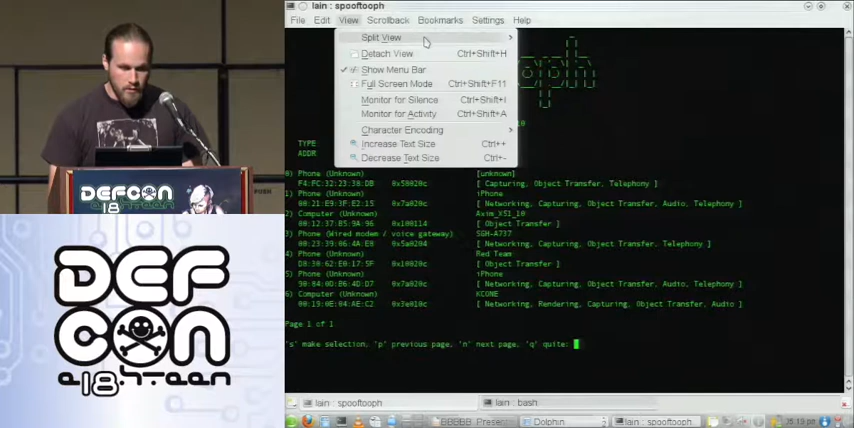 DEFCON
18
DEF
CON
lain : spooftooph
File Edit View Scrollback Bookmarks Settings Help
Split View
Detach View Ctrl+Shift+H
Show Menu Bar
Full Screen Mode Ctrl+Shift+F11
Monitor for Silence Ctrl+Shift+I
Monitor for Activity Ctrl+Shift+A
Character Encoding
Increase Text Size Ctrl++
Decrease Text Size Ctrl+-
oph
TYPE
ADDR
0) Phone (Unknown) [unknown]
F4:FC:32:23:38:DB 0x50020c [ Capturing, Object Transfer, Telephony ]
1) Phone (Unknown) iPhone
00:21:E9:3F:E2:15 0x7a020c [ Networking, Capturing, Object Transfer, Audio, Telephony ]
2) Computer (Unknown) Axim_X51_10
00:12:37:B5:9A:96 0x100114 [ Object Transfer ]
3) Phone (Wired modem / voice gateway) SGH-A737
00:23:39:06:4A:E8 0x5a0204 [ Networking, Capturing, Object Transfer, Telephony ]
4) Phone (Unknown) Red Team
D8:30:62:E0:17:5F 0x10020c [ Object Transfer ]
5) Phone (Unknown) iPhone
90:84:0D:B6:4D:D7 0x7a020c [ Networking, Capturing, Object Transfer, Audio, Telephony ]
6) Computer (Unknown) KCONE
00:19:0E:04:AE:C2 0x3e010c [ Networking, Rendering, Capturing, Object Transfer, Audio ]
Page 1 of 1
's' make selection, 'p' previous page, 'n' next page, 'q' quite:
lain : spooftooph lain : bash
BBBBB. Present Dolphin 2 lain : spooftooph